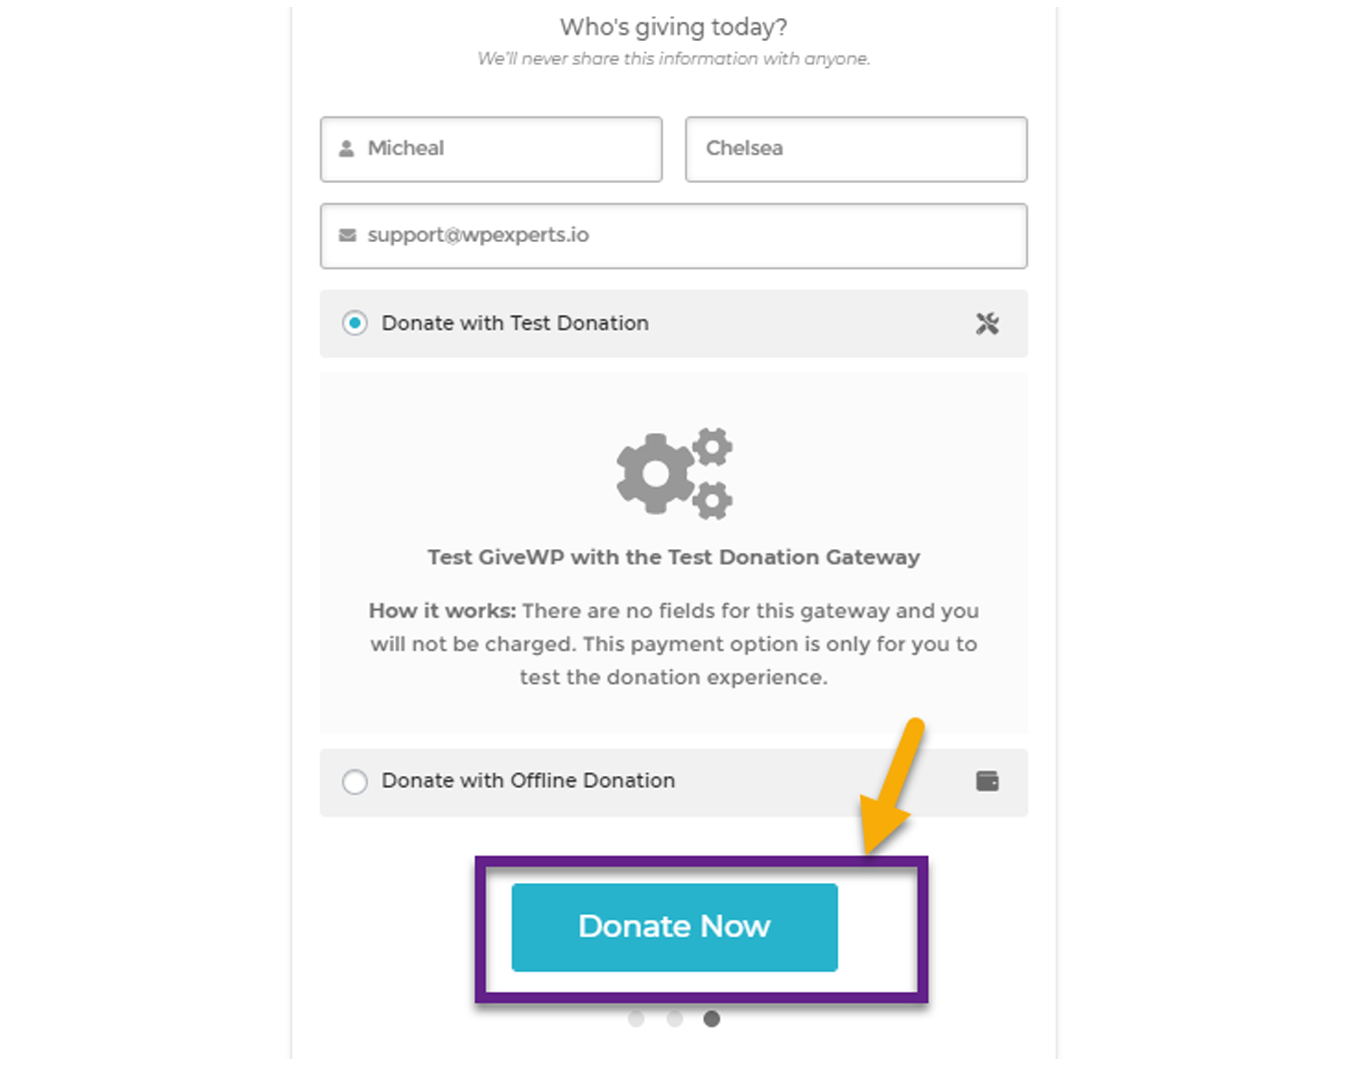 Who's giving today?
We'll never share this information with anyone.
Micheal
Chelsea
support@wpexperts.io
Donate with Test Donation
Test GiveWP with the Test Donation Gateway
How it works: There are no fields for this gateway and you
will not be charged. This payment option is only for you to
test the donation experience.
Donate with Offline Donation
Donate Now